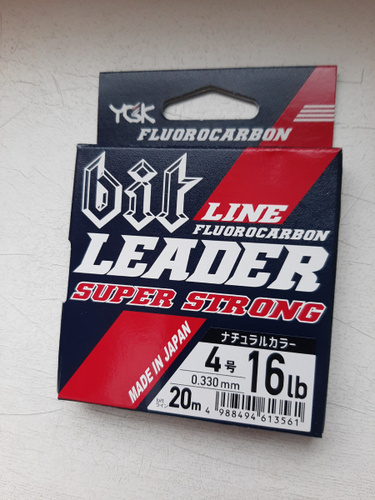 YGK
FLUOROCARBON
bit
LINE
FLUOROCARBON
LEADER
SUPER STRONG
MADE IN JAPAN
ナチュラルカラー
4号
16lb
0.330mm
20m
4 988494 613561